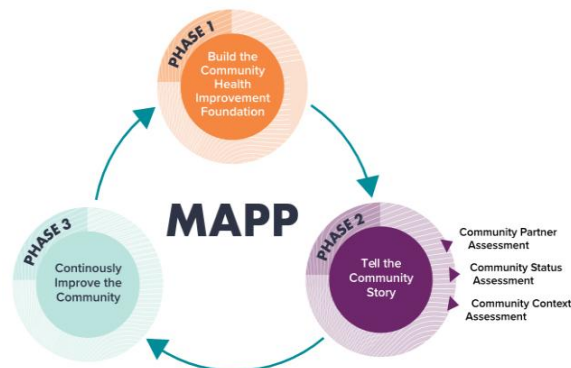 PHASE 1
Build the
Community
Health
Improvement
Foundation
MAPP
PHASE 2
Tell the
Community
Story
Community Partner
Assessment
Community Status
Assessment
Community Context
Assessment
PHASE 3
Continously
Improve the
Community